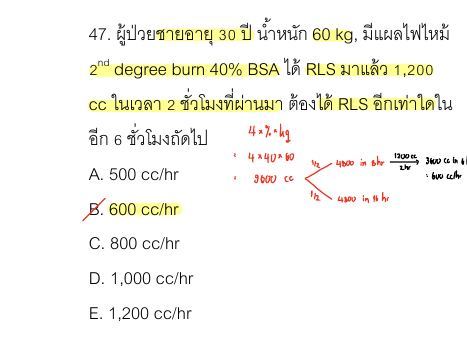 47. ผู้ป่วยชายอายุ 30 ปี น้ำหนัก 60 kg, มีแผลไฟไหม้
2nd degree burn 40% BSA ได้ RLS มาแล้ว 1,200
cc ในเวลา 2 ชั่วโมงที่ผ่านมา ต้องได้ RLS อีกเท่าใดใน
อีก 6 ชั่วโมงถัดไป
4 × % × kg
= 4 × 40 × 60
= 9600 cc
1/2 4800 in 8hr 1200 cc 2hr 3600 cc in 6
= 600 cc/hr
1/2 4800 in 16 hr
A. 500 cc/hr
B. 600 cc/hr
C. 800 cc/hr
D. 1,000 cc/hr
E. 1,200 cc/hr